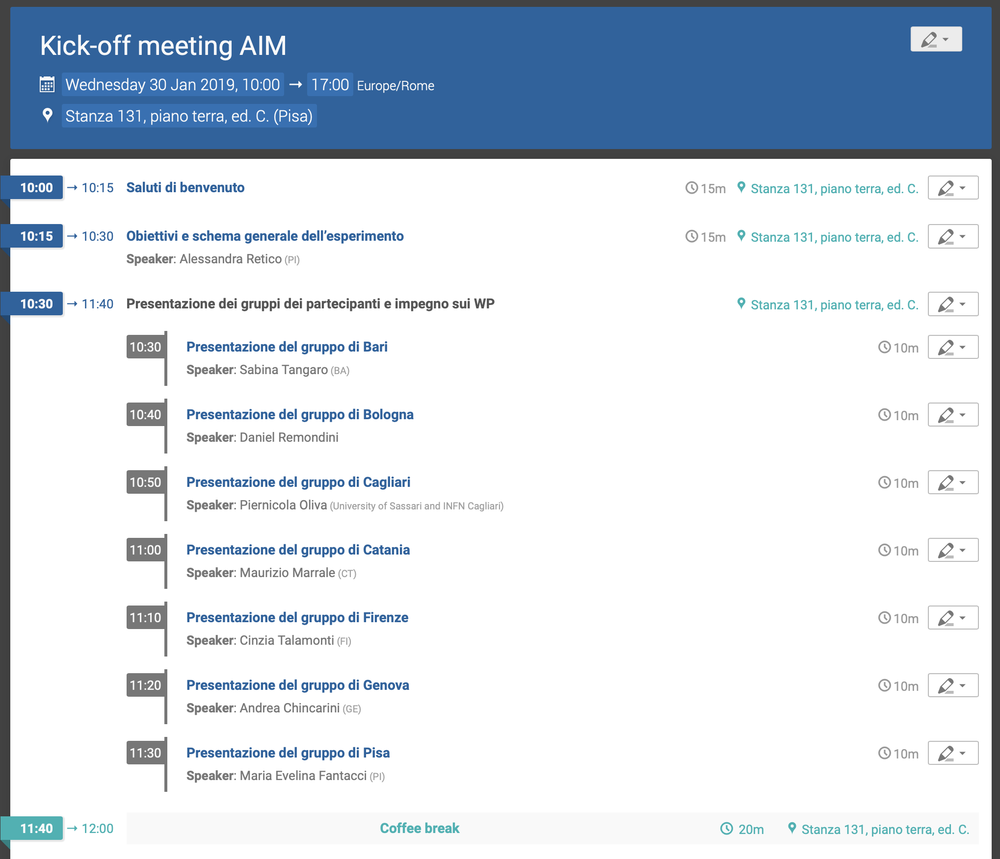 Kick-off meeting AIM
Wednesday 30 Jan 2019, 10:00 → 17:00 Europe/Rome
Stanza 131, piano terra, ed. C. (Pisa)
10:00 → 10:15 Saluti di benvenuto 15m Stanza 131, piano terra, ed. C.
10:15 → 10:30 Obiettivi e schema generale dell’esperimento 15m Stanza 131, piano terra, ed. C.
Speaker: Alessandra Retico (PI)
10:30 → 11:40 Presentazione dei gruppi dei partecipanti e impegno sui WP Stanza 131, piano terra, ed. C.
10:30 Presentazione del gruppo di Bari 10m
Speaker: Sabina Tangaro (BA)
10:40 Presentazione del gruppo di Bologna 10m
Speaker: Daniel Remondini
10:50 Presentazione del gruppo di Cagliari 10m
Speaker: Piernicola Oliva (University of Sassari and INFN Cagliari)
11:00 Presentazione del gruppo di Catania 10m
Speaker: Maurizio Marrale (CT)
11:10 Presentazione del gruppo di Firenze 10m
Speaker: Cinzia Talamonti (FI)
11:20 Presentazione del gruppo di Genova 10m
Speaker: Andrea Chincarini (GE)
11:30 Presentazione del gruppo di Pisa 10m
Speaker: Maria Evelina Fantacci (PI)
11:40 → 12:00 Coffee break 20m Stanza 131, piano terra, ed. C.